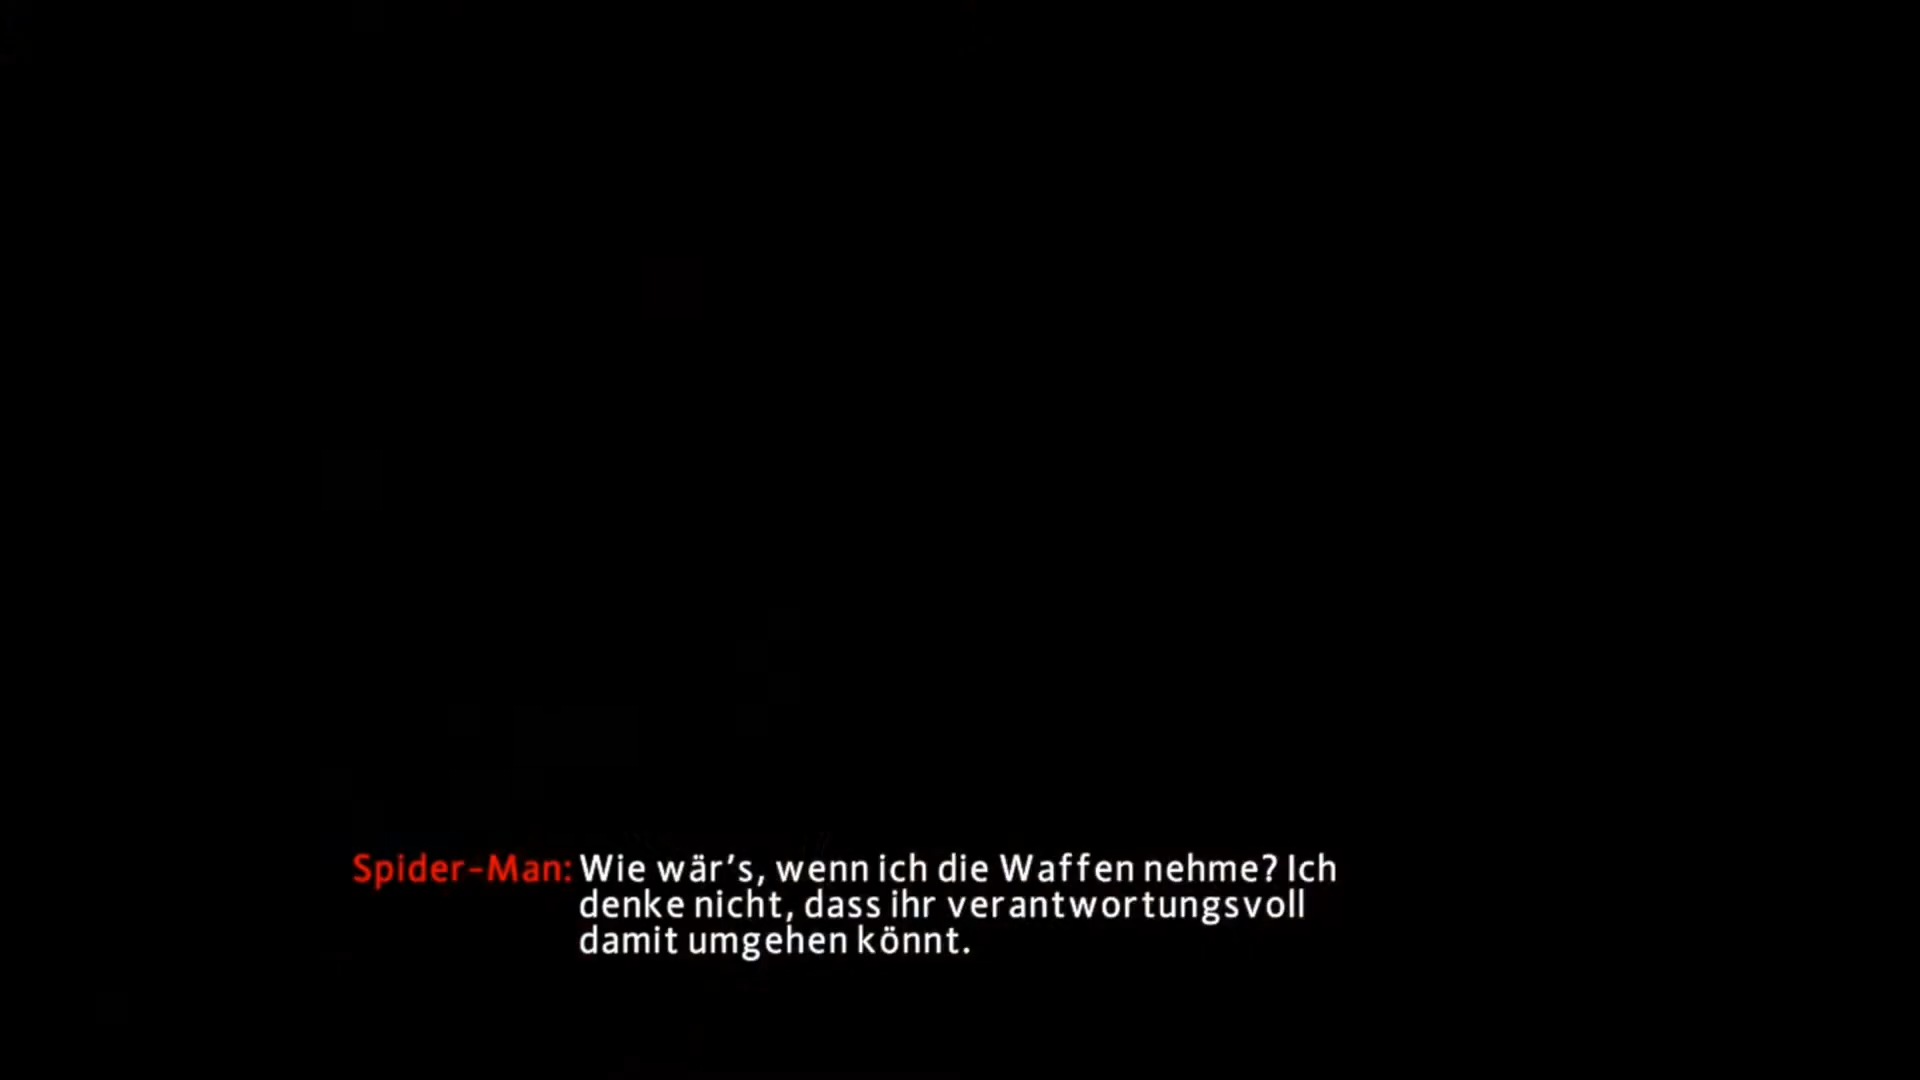 Spider-Man: Wie wär's, wenn ich die Waffen nehme? Ich
denke nicht, dass ihr verantwortungsvoll
damit umgehen könnt.